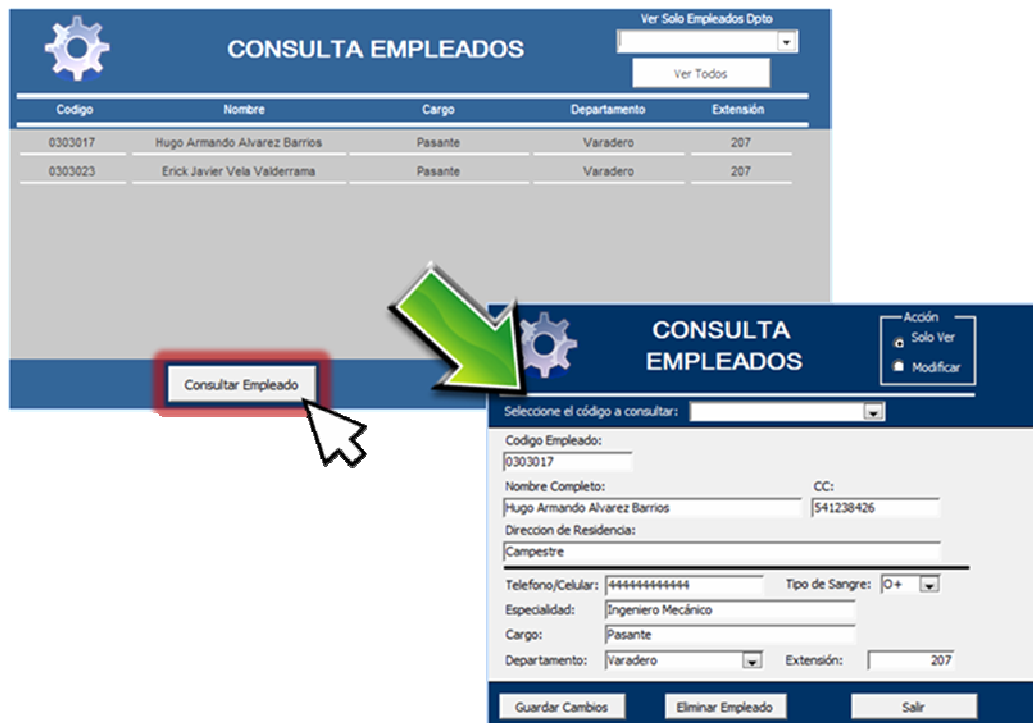 Ver Solo Empleados Dpto
CONSULTA EMPLEADOS
Ver Todos
Codigo Nombre Cargo Departamento Extensión
0303017 Hugo Armando Alvarez Barrios Pasante Varadero 207
0303023 Erick Javier Vela Valderrama Pasante Varadero 207
Consultar Empleado
CONSULTA
EMPLEADOS
Acción
Solo Ver
Modificar
Seleccione el código a consultar:
Codigo Empleado:
0303017
Nombre Completo: CC:
Hugo Armando Alvarez Barrios 541238426
Direccion de Residencia:
Campestre
Telefono/Celular: 444444444444 Tipo de Sangre: O+
Especialidad: Ingeniero Mecánico
Cargo: Pasante
Departamento: Varadero Extensión: 207
Guardar Cambios Eliminar Empleado Salir